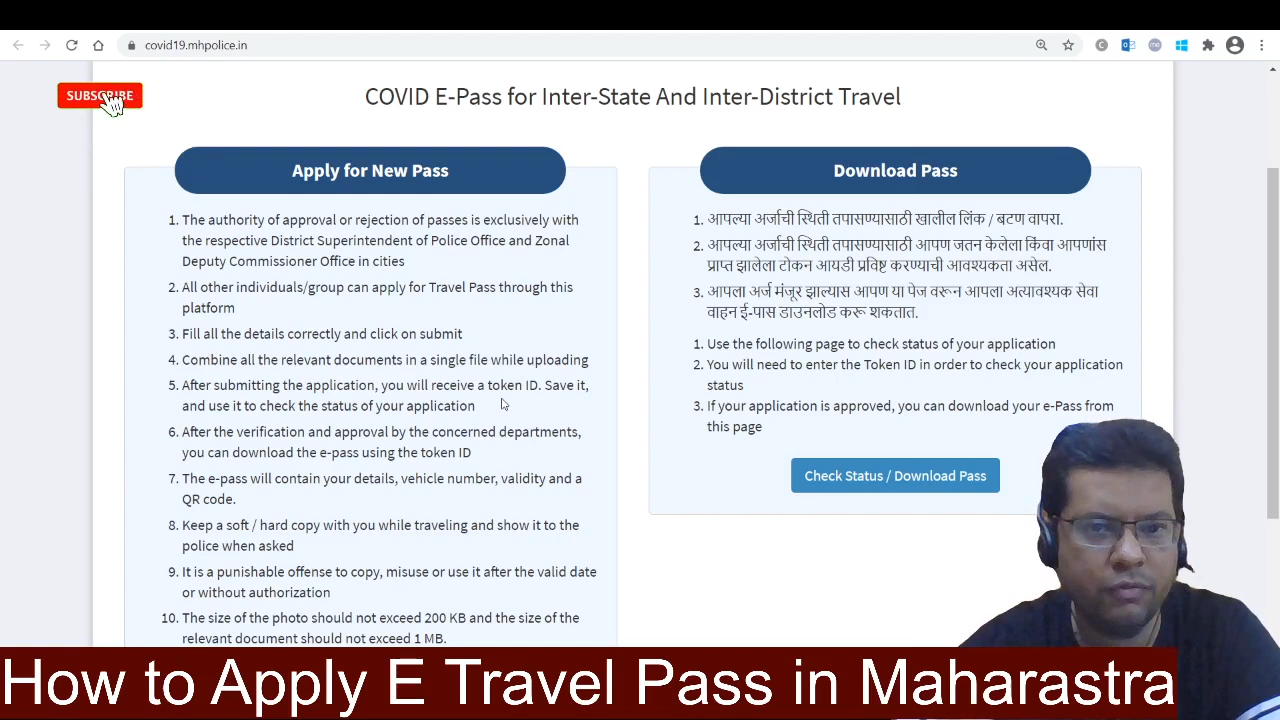 covid19.mhpolice.in
SUBSCRIBE
COVID E-Pass for Inter-State And Inter-District Travel
Apply for New Pass
1. The authority of approval or rejection of passes is exclusively with
the respective District Superintendent of Police Office and Zonal
Deputy Commissioner Office in cities
2. All other individuals/group can apply for Travel Pass through this
platform
3. Fill all the details correctly and click on submit
4. Combine all the relevant documents in a single file while uploading
5. After submitting the application, you will receive a token ID. Save it,
and use it to check the status of your application
6. After the verification and approval by the concerned departments,
you can download the e-pass using the token ID
7. The e-pass will contain your details, vehicle number, validity and a
QR code.
8. Keep a soft / hard copy with you while traveling and show it to the
police when asked
9. It is a punishable offense to copy, misuse or use it after the valid date
or without authorization
10. The size of the photo should not exceed 200 KB and the size of the
relevant document should not exceed 1 MB.
Download Pass
1. आपल्या अर्जाची स्थिती तपासण्यासाठी खालील लिंक / बटण वापरा.
2. आपल्या अर्जाची स्थिती तपासण्यासाठी आपण जतन केलेला किंवा आपणांस
प्राप्त झालेला टोकन आयडी प्रविष्ट करण्याची आवश्यकता असेल.
3. आपला अर्ज मंजूर झाल्यास आपण या पेज वरून आपला अत्यावश्यक सेवा
वाहन ई-पास डाउनलोड करू शकतात.
1. Use the following page to check status of your application
2. You will need to enter the Token ID in order to check your application
status
3. If your application is approved, you can download your e-Pass from
this page
Check Status / Download Pass
How to Apply E Travel Pass in Maharastra